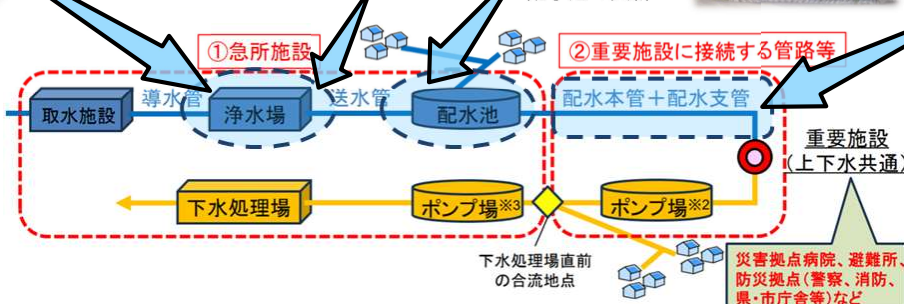 ①急所施設
②重要施設に接続する管路等
取水施設
導水管
浄水場
送水管
配水池
配水本管+配水支管
重要施設
(上下水共通)
下水処理場
ポンプ場※3
ポンプ場※2
下水処理場直前
の合流地点
災害拠点病院、避難所、
防災拠点(警察、消防、
県・市庁舎等)など